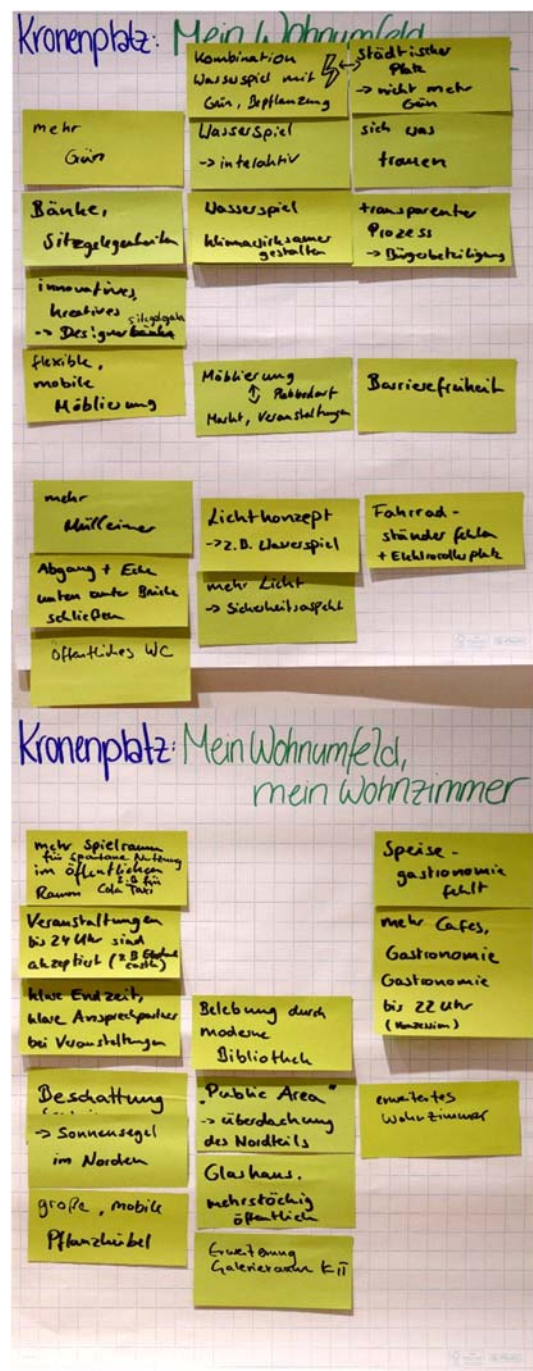 Kronenplatz: Mein Wohnumfeld,
Kombination
Wasserspiel mit
Grün, Bepflanzung
↔ städtischer
Platz
-> nicht mehr
Grün
mehr
Grün
Wasserspiel
-> interaktiv
sich was
trauen
Bänke,
Sitzgelegenheiten
Wasserspiel
klimawirksamer
gestalten
transparenter
Prozess
-> Bürgerbeteiligung
innovatives,
kreatives
-> Designer
flexible,
mobile
Möblierung
Möblierung
↕ Platzbedarf
Markt, Veranstaltungen
Barrierefreiheit
mehr
Mülleimer
Lichtkonzept
-> z.B. Wasserspiel
Fahrrad-
ständer fehlen
+ Elektrorollerplatz
Abgang + Ecke
unten unter Brücke
schließen
mehr Licht
-> Sicherheitsaspekt
öffentliches WC
Kronenplatz: Mein Wohnumfeld,
mein Wohnzimmer
mehr Spielraum
für spontane Nutzung
im öffentlichen
z.B. für
Raum Cola Taxi
Speise-
gastronomie
fehlt
Veranstaltungen
bis 24 Uhr sind
akzeptiert (z.B.
mehr Cafes,
Gastronomie
Gastronomie
bis 22 Uhr
(Konzession)
klare Endzeit,
klare Ansprechpartner
bei Veranstaltungen
Belebung durch
moderne
Bibliothek
Beschattung
-> Sonnensegel
im Norden
"Public Area"
-> Überdachung
des Nordteils
erweitertes
Wohnzimmer
große, mobile
Pflanzkübel
Glashaus.
mehrstöckig
öffentlich
Erweiterung
Galerieraum